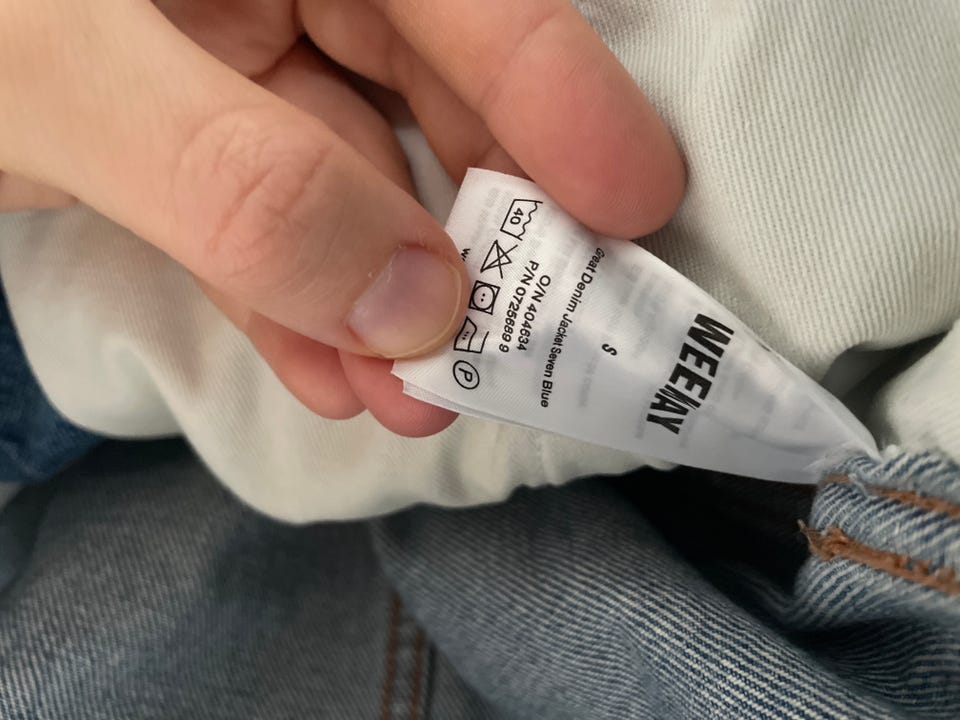 WEEKDAY
S
Great Denim Jacket Seven Blue
O/N 404634
P/N 0725689 9
40
P